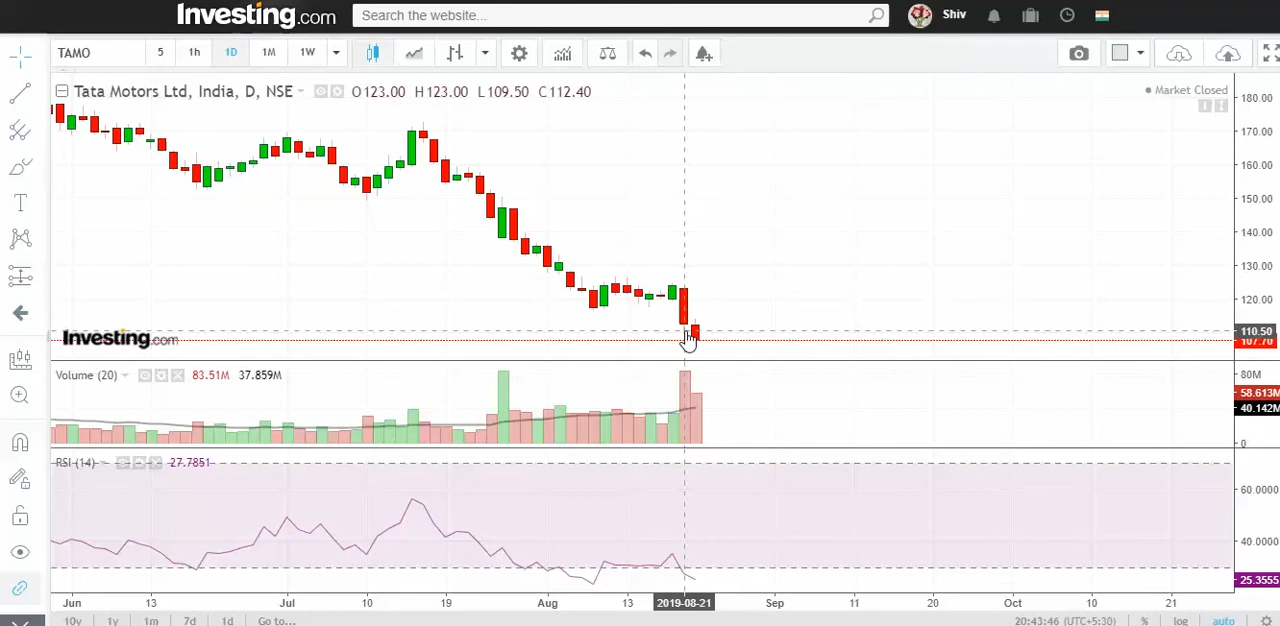 Investing.com Search the website... Shiv
TAMO 5 1h 1D 1M 1W
Tata Motors Ltd, India, D, NSE O123.00 H123.00 L109.50 C112.40 Market Closed
180.00
170.00
160.00
150.00
140.00
130.00
120.00
110.50
107.70
Investing.com
Volume (20) 83.51M 37.859M
80M
58.613M
40.142M
0
RSI (14) 27.7851
60.0000
40.0000
25.3555
Jun 13 Jul 10 19 Aug 13 2019-08-21 Sep 11 20 Oct 10 21
10y 1y 1m 7d 1d Go to... 20:43:46 (UTC+5:30) % log auto